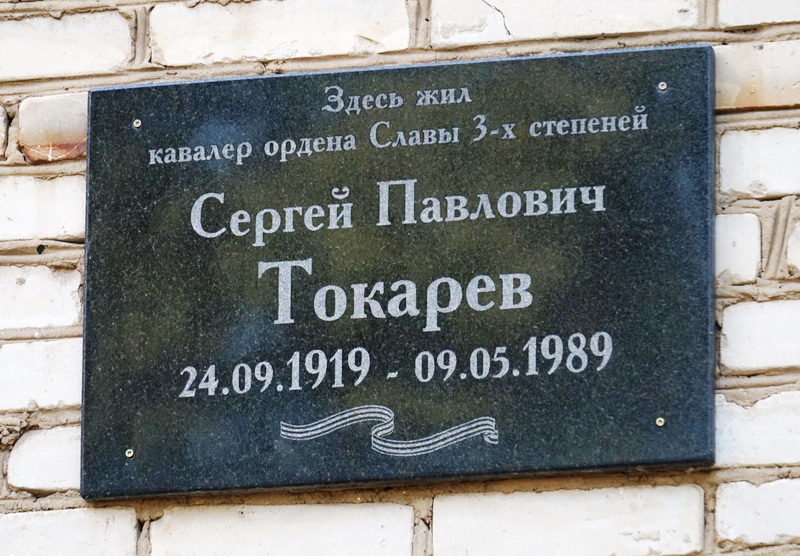 Здесь жил
кавалер ордена Славы 3-х степеней
Сергей Павлович
Токарев
24.09.1919 - 09.05.1989